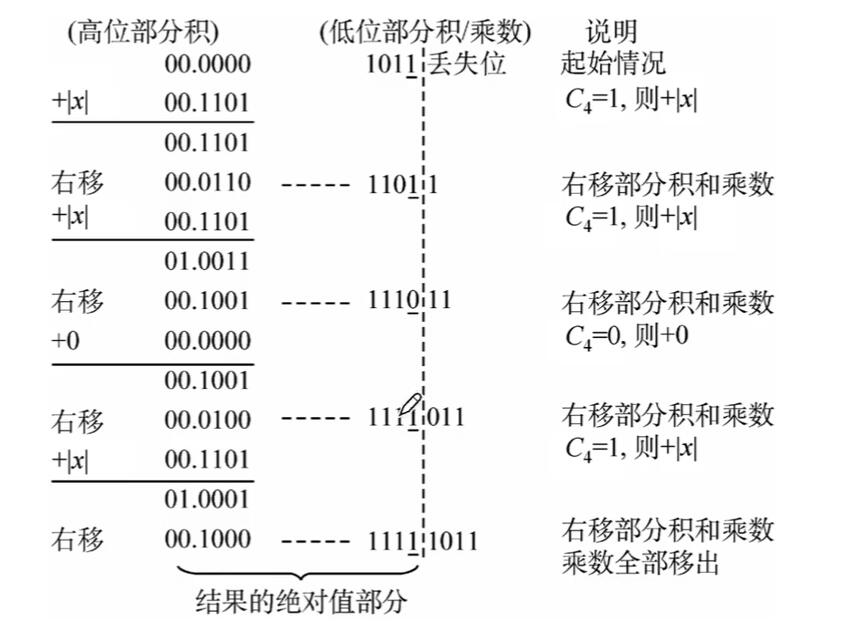 (高位部分积) (低位部分积/乘数) 说明
00.0000 1011 丢失位 起始情况
+|x| 00.1101 C₄=1, 则+|x|
00.1101
右移 00.0110 ----- 1101 1 右移部分积和乘数
+|x| 00.1101 C₄=1, 则+|x|
01.0011
右移 00.1001 ----- 1110 11 右移部分积和乘数
+0 00.0000 C₄=0, 则+0
00.1001
右移 00.0100 ----- 1111 011 右移部分积和乘数
+|x| 00.1101 C₄=1, 则+|x|
01.0001
右移 00.1000 ----- 1111 1011 右移部分积和乘数
乘数全部移出
结果的绝对值部分